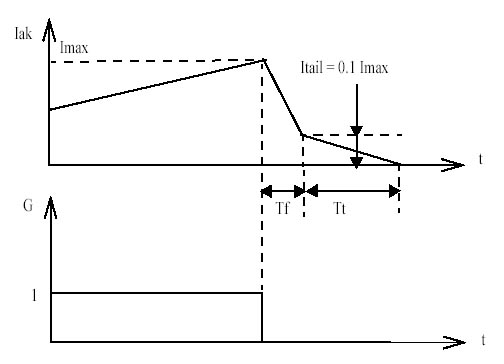 Iak
Imax
Itail = 0.1 Imax
t
Tf
Tt
G
1
t